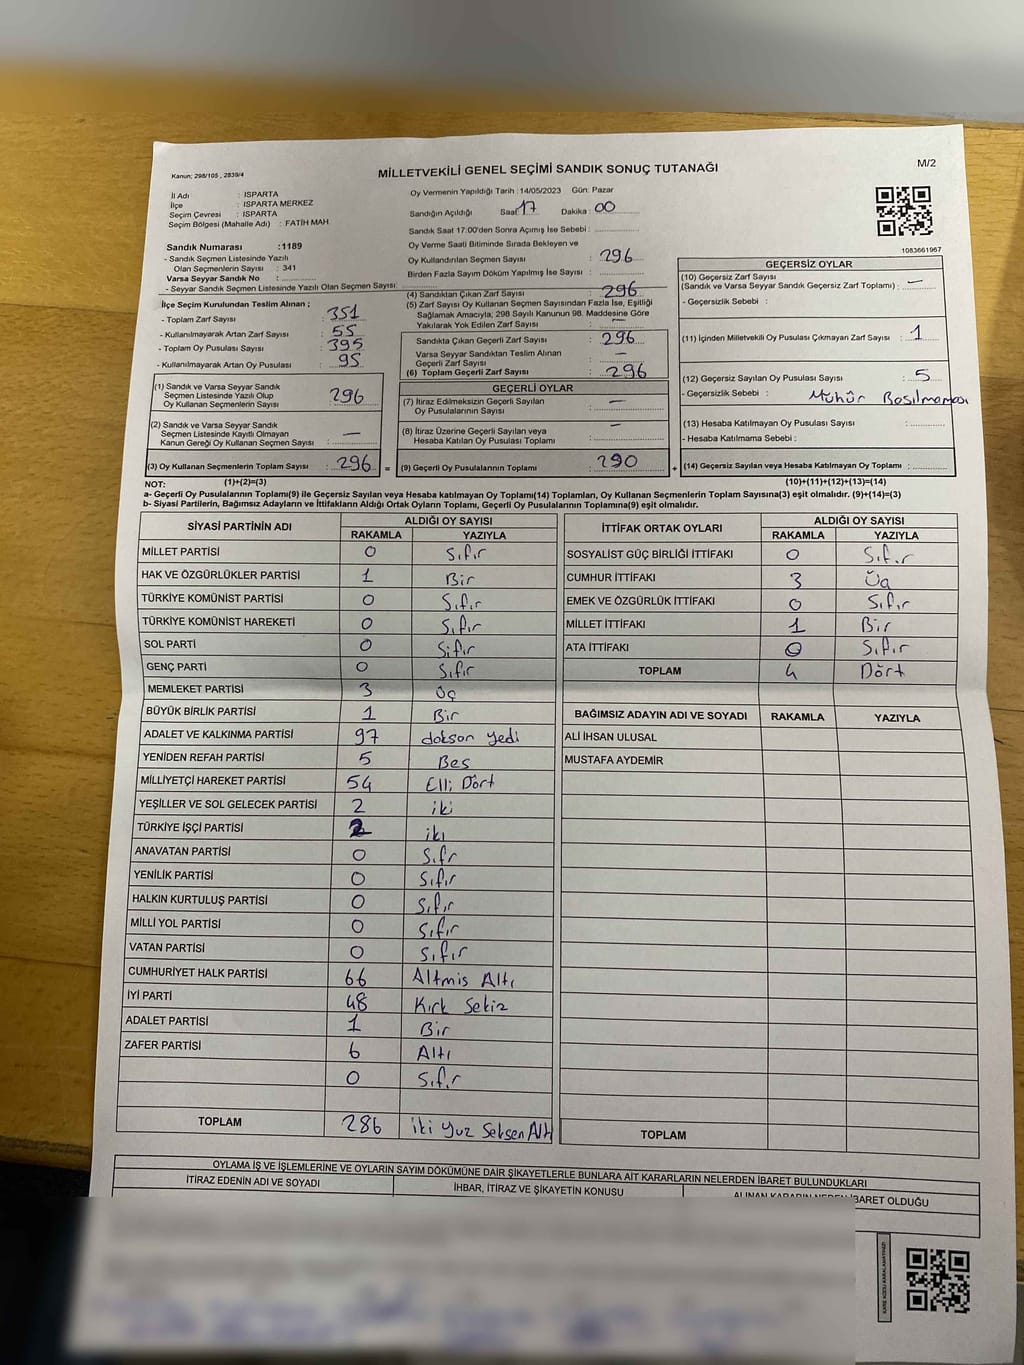 Kanun; 298/105 , 2839/4
MİLLETVEKİLİ GENEL SEÇİMİ SANDIK SONUÇ TUTANAĞI
M/2
İl Adı : ISPARTA
İlçe : ISPARTA MERKEZ
Seçim Çevresi : ISPARTA
Seçim Bölgesi (Mahalle Adı) : FATİH MAH.
Sandık Numarası :1189
- Sandık Seçmen Listesinde Yazılı
Olan Seçmenlerin Sayısı : 341
Varsa Seyyar Sandık No :
- Seyyar Sandık Seçmen Listesinde Yazılı Olan Seçmen Sayısı:
Oy Vermenin Yapıldığı Tarih :14/05/2023 Gün: Pazar
Sandığın Açıldığı Saat 17 Dakika : 00
Sandık Saat 17:00'den Sonra Açımış İse Sebebi :
Oy Verme Saati Bitiminde Sırada Bekleyen ve
Oy Kullandırılan Seçmen Sayısı : 296
Birden Fazla Sayım Döküm Yapılmış İse Sayısı :
1083661967
İlçe Seçim Kurulundan Teslim Alınan ;
- Toplam Zarf Sayısı : 351
- Kullanılmayarak Artan Zarf Sayısı : 55
- Toplam Oy Pusulası Sayısı : 395
- Kullanılmayarak Artan Oy Pusulası : 95
(4) Sandıktan Çıkan Zarf Sayısı : 296
(5) Zarf Sayısı Oy Kullanan Seçmen Sayısından Fazla İse, Eşitliği
Sağlamak Amacıyla, 298 Sayılı Kanunun 98. Maddesine Göre
Yakılarak Yok Edilen Zarf Sayısı : —
Sandıkta Çıkan Geçerli Zarf Sayısı : 296
Varsa Seyyar Sandıktan Teslim Alınan
Geçerli Zarf Sayısı : —
(6) Toplam Geçerli Zarf Sayısı : 296
GEÇERSİZ OYLAR
(10) Geçersiz Zarf Sayısı
(Sandık ve Varsa Seyyar Sandık Geçersiz Zarf Toplamı) : —
- Geçersizlik Sebebi :
(11) İçinden Milletvekili Oy Pusulası Çıkmayan Zarf Sayısı : 1
(12) Geçersiz Sayılan Oy Pusulası Sayısı : 5
- Geçersizlik Sebebi : Mühür Basılmaması
(13) Hesaba Katılmayan Oy Pusulası Sayısı :
- Hesaba Katılmama Sebebi :
(14) Geçersiz Sayılan veya Hesaba Katılmayan Oy Toplamı :
(1) Sandık ve Varsa Seyyar Sandık
Seçmen Listesinde Yazılı Olup
Oy Kullanan Seçmenlerin Sayısı : 296
(2) Sandık ve Varsa Seyyar Sandık
Seçmen Listesinde Kayıtlı Olmayan
Kanun Gereği Oy Kullanan Seçmen Sayısı : —
(3) Oy Kullanan Seçmenlerin Toplam Sayısı : 296 =
GEÇERLİ OYLAR
(7) İtiraz Edilmeksizin Geçerli Sayılan
Oy Pusulalarının Sayısı : —
(8) İtiraz Üzerine Geçerli Sayılan veya
Hesaba Katılan Oy Pusulası Toplamı : —
(9) Geçerli Oy Pusulalarının Toplamı : 290 +
NOT: (1)+(2)=(3) (10)+(11)+(12)+(13)=(14)
a- Geçerli Oy Pusulalarının Toplamı(9) ile Geçersiz Sayılan veya Hesaba katılmayan Oy Toplamı(14) Toplamları, Oy Kullanan Seçmenlerin Toplam Sayısına(3) eşit olmalıdır. (9)+(14)=(3)
b- Siyasi Partilerin, Bağımsız Adayların ve İttifakların Aldığı Ortak Oyların Toplamı, Geçerli Oy Pusulalarının Toplamına(9) eşit olmalıdır.
SİYASİ PARTİNİN ADI ALDIĞI OY SAYISI
RAKAMLA YAZIYLA
MİLLET PARTİSİ 0 Sıfır
HAK VE ÖZGÜRLÜKLER PARTİSİ 1 Bir
TÜRKİYE KOMÜNİST PARTİSİ 0 Sıfır
TÜRKİYE KOMÜNİST HAREKETİ 0 Sıfır
SOL PARTİ 0 Sıfır
GENÇ PARTİ 0 Sıfır
MEMLEKET PARTİSİ 3 Üç
BÜYÜK BİRLİK PARTİSİ 1 Bir
ADALET VE KALKINMA PARTİSİ 97 doksan yedi
YENİDEN REFAH PARTİSİ 5 Beş
MİLLİYETÇİ HAREKET PARTİSİ 54 Elli Dört
YEŞİLLER VE SOL GELECEK PARTİSİ 2 iki
TÜRKİYE İŞÇİ PARTİSİ 2 iki
ANAVATAN PARTİSİ 0 Sıfr
YENİLİK PARTİSİ 0 Sıfır
HALKIN KURTULUŞ PARTİSİ 0 Sıfır
MİLLİ YOL PARTİSİ 0 Sıfır
VATAN PARTİSİ 0 Sıfır
CUMHURİYET HALK PARTİSİ 66 Altmis Altı
İYİ PARTİ 48 Kırk Sekiz
ADALET PARTİSİ 1 Bir
ZAFER PARTİSİ 6 Altı
0 Sıfır
TOPLAM 286 iki Yuz Seksen Altı
İTTİFAK ORTAK OYLARI ALDIĞI OY SAYISI
RAKAMLA YAZIYLA
SOSYALİST GÜÇ BİRLİĞİ İTTİFAKI 0 Sıfır
CUMHUR İTTİFAKI 3 Üç
EMEK VE ÖZGÜRLÜK İTTİFAKI 0 Sıfır
MİLLET İTTİFAKI 1 Bir
ATA İTTİFAKI 0 Sıfır
TOPLAM 4 Dört
BAĞIMSIZ ADAYIN ADI VE SOYADI RAKAMLA YAZIYLA
ALİ İHSAN ULUSAL
MUSTAFA AYDEMİR
TOPLAM
OYLAMA İŞ VE İŞLEMLERİNE VE OYLARIN SAYIM DÖKÜMÜNE DAİR ŞİKAYETLERLE BUNLARA AİT KARARLARIN NELERDEN İBARET BULUNDUKLARI
İTİRAZ EDENİN ADI VE SOYADI İHBAR, İTİRAZ VE ŞİKAYETİN KONUSU ALINAN KARARIN NEDEN İBARET OLDUĞU